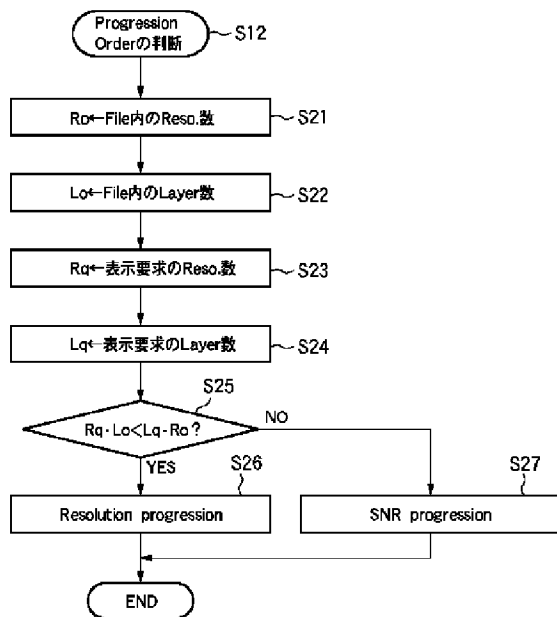 Progression
Orderの判断
S12
Ro←File内のReso.数
S21
Lo←File内のLayer数
S22
Rq←表示要求のReso.数
S23
Lq←表示要求のLayer数
S24
S25
Rq・Lo<Lq-Ro?
NO
YES
S26
S27
Resolution progression
SNR progression
END